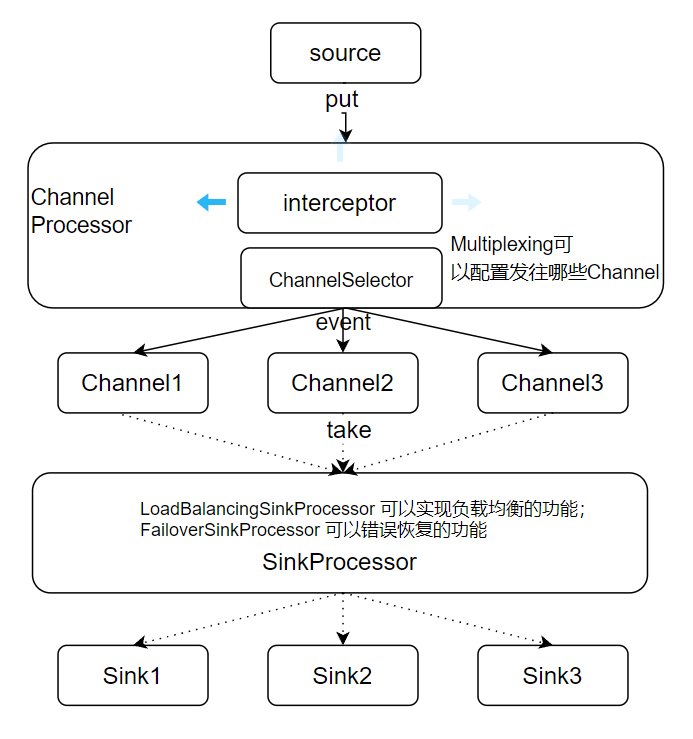 source
put
Channel
Processor
interceptor
Multiplexing可
以配置发往哪些Channel
ChannelSelector
event
Channel1
Channel2
Channel3
take
LoadBalancingSinkProcessor 可以实现负载均衡的功能；
FailoverSinkProcessor 可以错误恢复的功能
SinkProcessor
Sink1
Sink2
Sink3